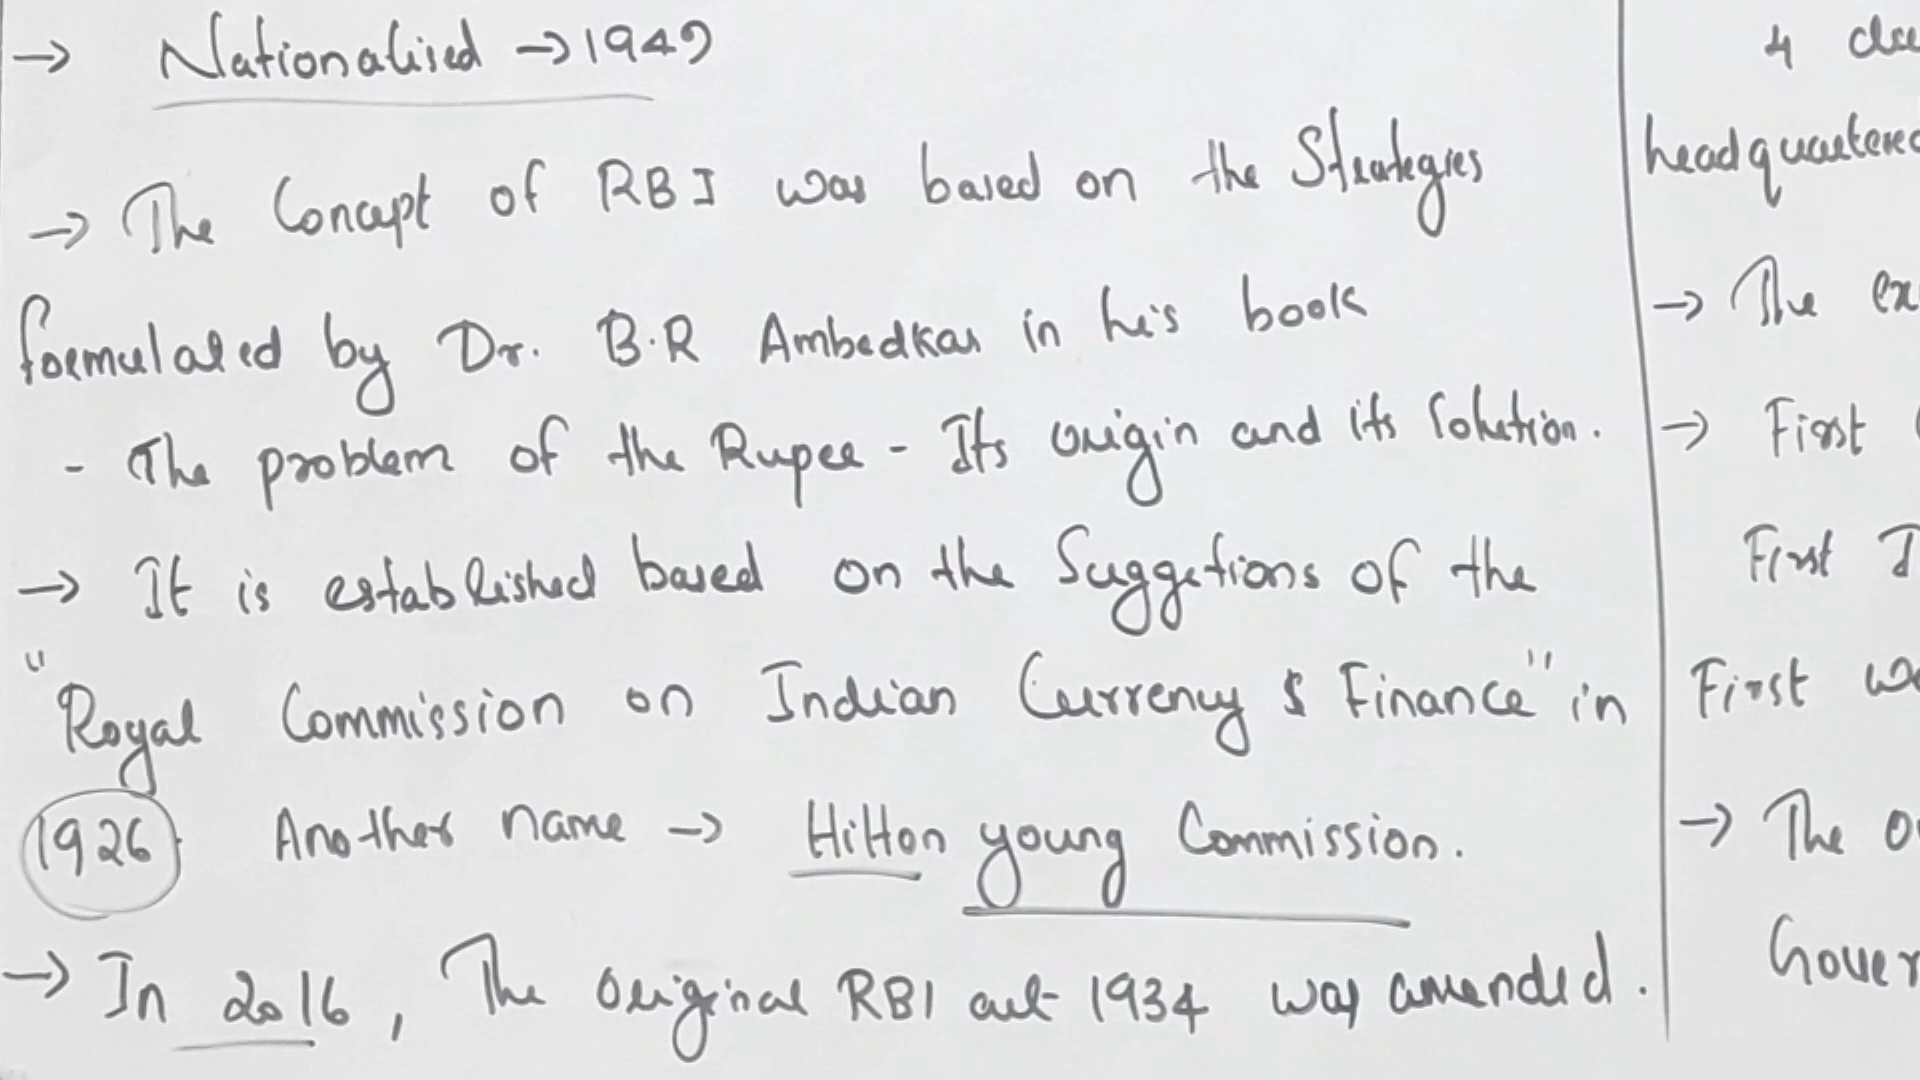 → Nationalised → 1949
→ The Concept of RBI was based on the Strategies
formulated by Dr. B.R Ambedkar in his book
- The problem of the Rupee - Its origin and its Solution.
→ It is established based on the Suggetions of the
"Royal Commission on Indian Currency & Finance" in
1926. Another name → Hilton young Commission.
→ In 2016, The Original RBI act 1934 was amended.
4
headquartered
→ The
→ First
First
First
→ The